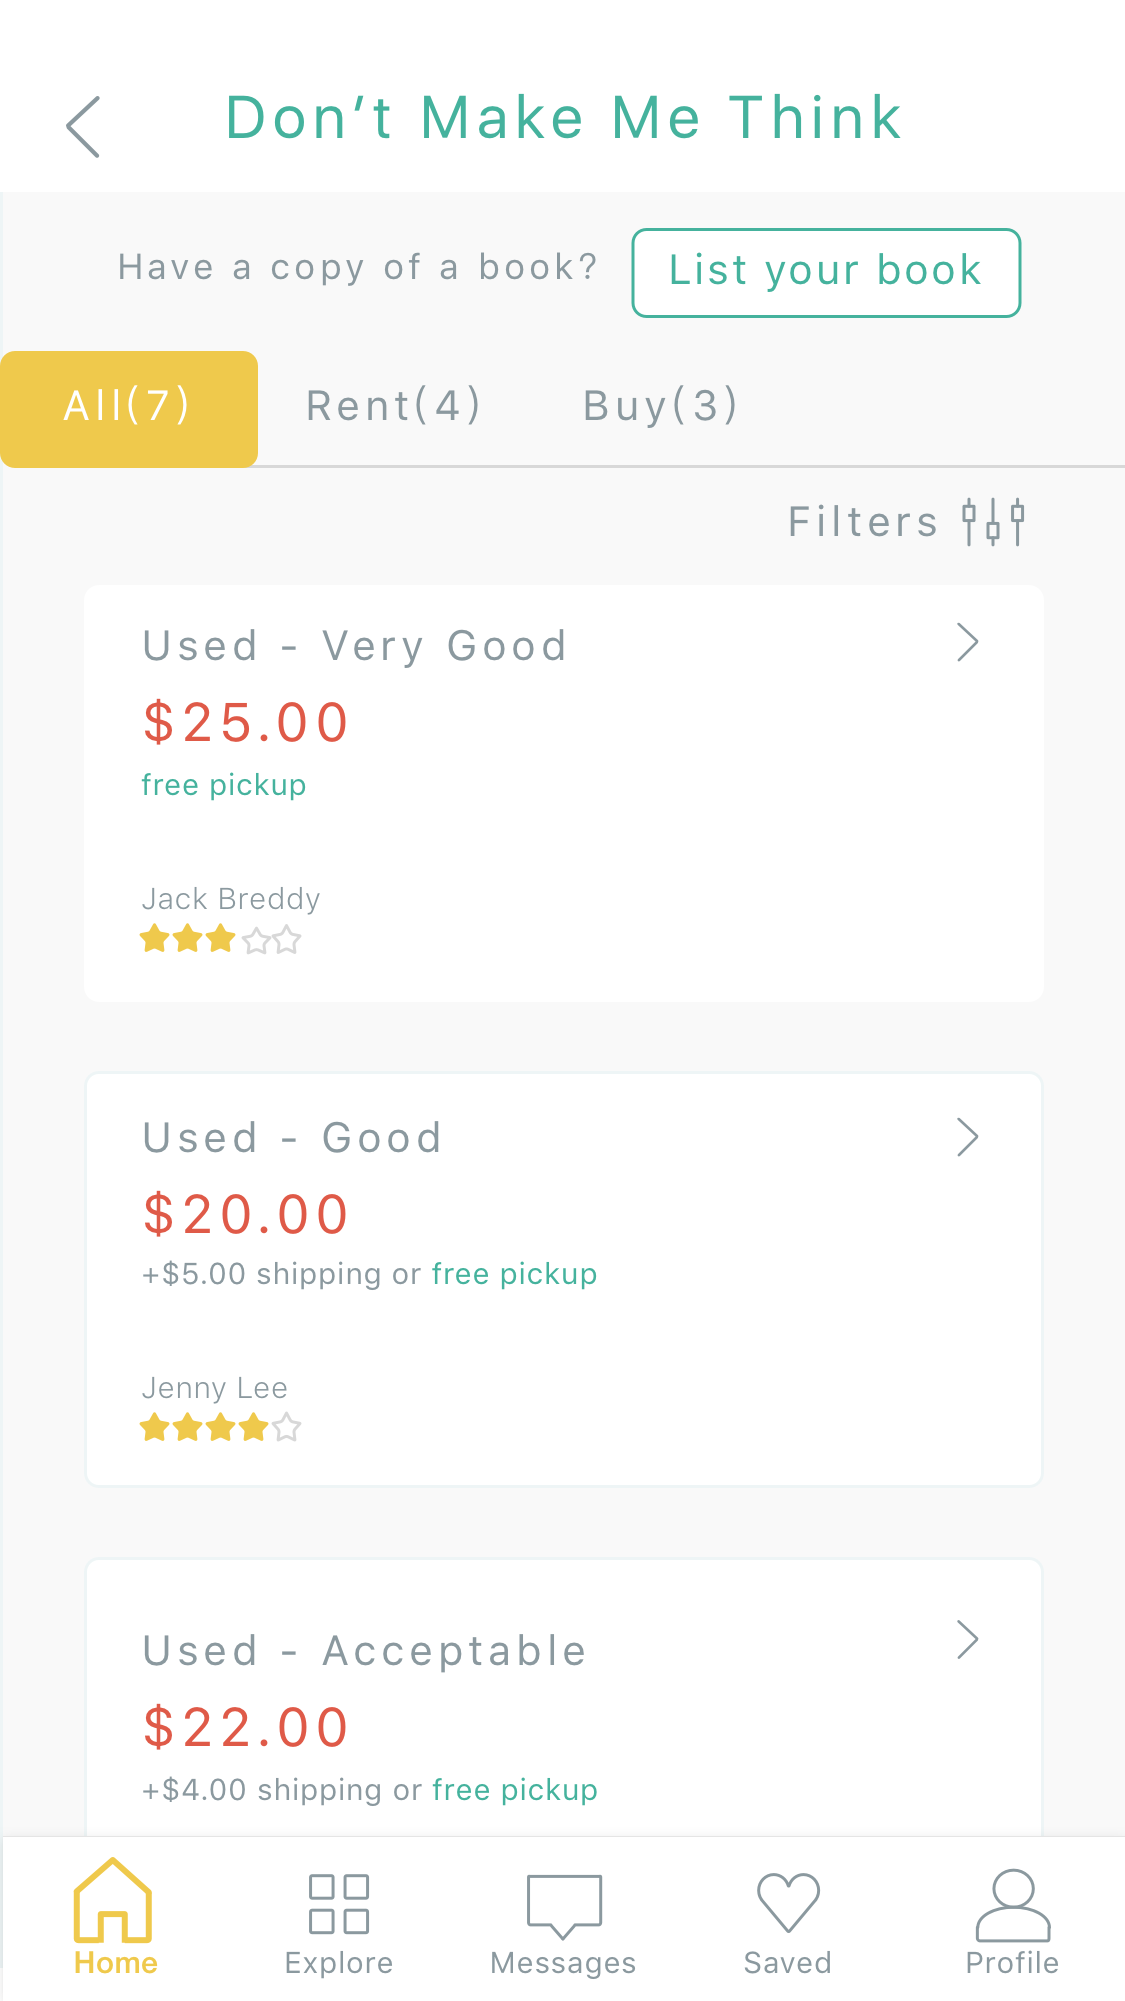 Don’t Make Me Think
Have a copy of a book?
List your book
All(7)
Rent(4)
Buy(3)
Filters
Used - Very Good
$25.00
free pickup
Jack Breddy
Used - Good
$20.00
+$5.00 shipping or free pickup
Jenny Lee
Used - Acceptable
$22.00
+$4.00 shipping or free pickup
Home
Explore
Messages
Saved
Profile